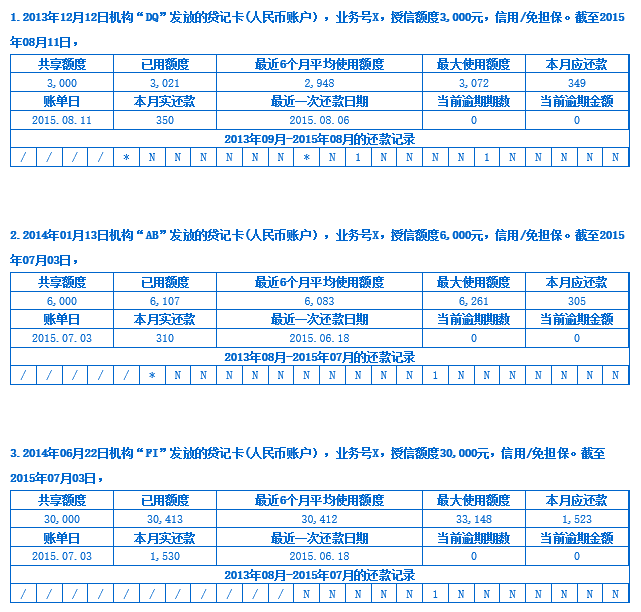 1.2013年12月12日机构“DQ”发放的贷记卡(人民币账户），业务号X，授信额度3,000元，信用/免担保。截至2015
年08月11日，
共享额度 已用额度 最近6个月平均使用额度 最大使用额度 本月应还款
3,000 3,021 2,948 3,072 349
账单日 本月实还款 最近一次还款日期 当前逾期期数 当前逾期金额
2015.08.11 350 2015.08.06 0 0
2013年09月-2015年08月的还款记录
/ / / / * N N N N N N * N 1 N N N N 1 N N N N N
2.2014年01月13日机构“AB”发放的贷记卡(人民币账户），业务号X，授信额度6,000元，信用/免担保。截至2015
年07月03日，
共享额度 已用额度 最近6个月平均使用额度 最大使用额度 本月应还款
6,000 6,107 6,083 6,261 305
账单日 本月实还款 最近一次还款日期 当前逾期期数 当前逾期金额
2015.07.03 310 2015.06.18 0 0
2013年08月-2015年07月的还款记录
/ / / / / * N N N N N N N N N N 1 N N N N N N N
3.2014年06月22日机构“FI”发放的贷记卡(人民币账户），业务号X，授信额度30,000元，信用/免担保。截至
2015年07月03日，
共享额度 已用额度 最近6个月平均使用额度 最大使用额度 本月应还款
30,000 30,413 30,412 33,148 1,523
账单日 本月实还款 最近一次还款日期 当前逾期期数 当前逾期金额
2015.07.03 1,530 2015.06.18 0 0
2013年08月-2015年07月的还款记录
/ / / / / / / / / / / N N N N N 1 N N N N N N N